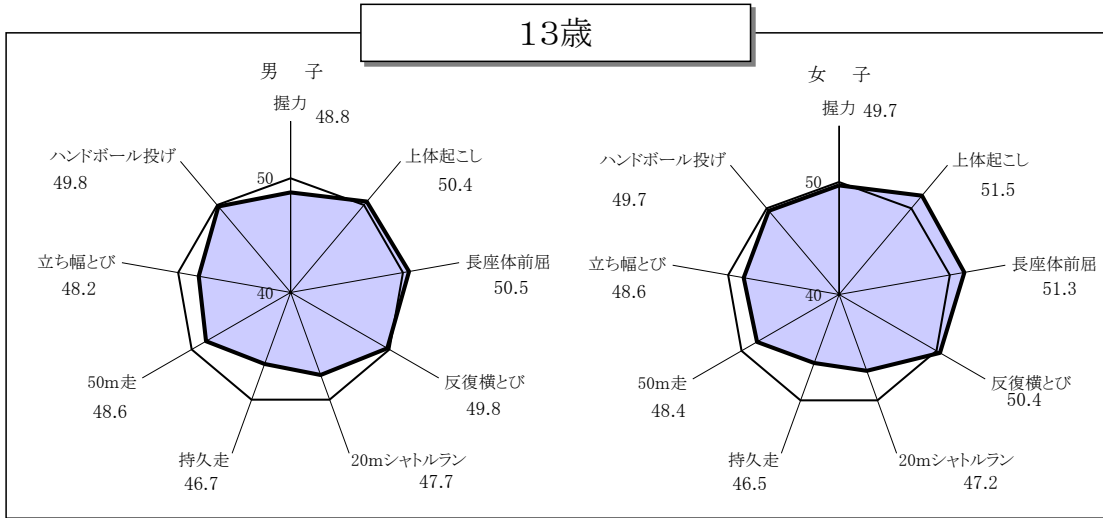 13歳
男 子
握力
48.8
上体起こし
50.4
長座体前屈
50.5
反復横とび
49.8
20mシャトルラン
47.7
持久走
46.7
50m走
48.6
立ち幅とび
48.2
ハンドボール投げ
49.8
50
40
女 子
握力 49.7
上体起こし
51.5
長座体前屈
51.3
反復横とび
50.4
20mシャトルラン
47.2
持久走
46.5
50m走
48.4
立ち幅とび
48.6
ハンドボール投げ
49.7
50
40